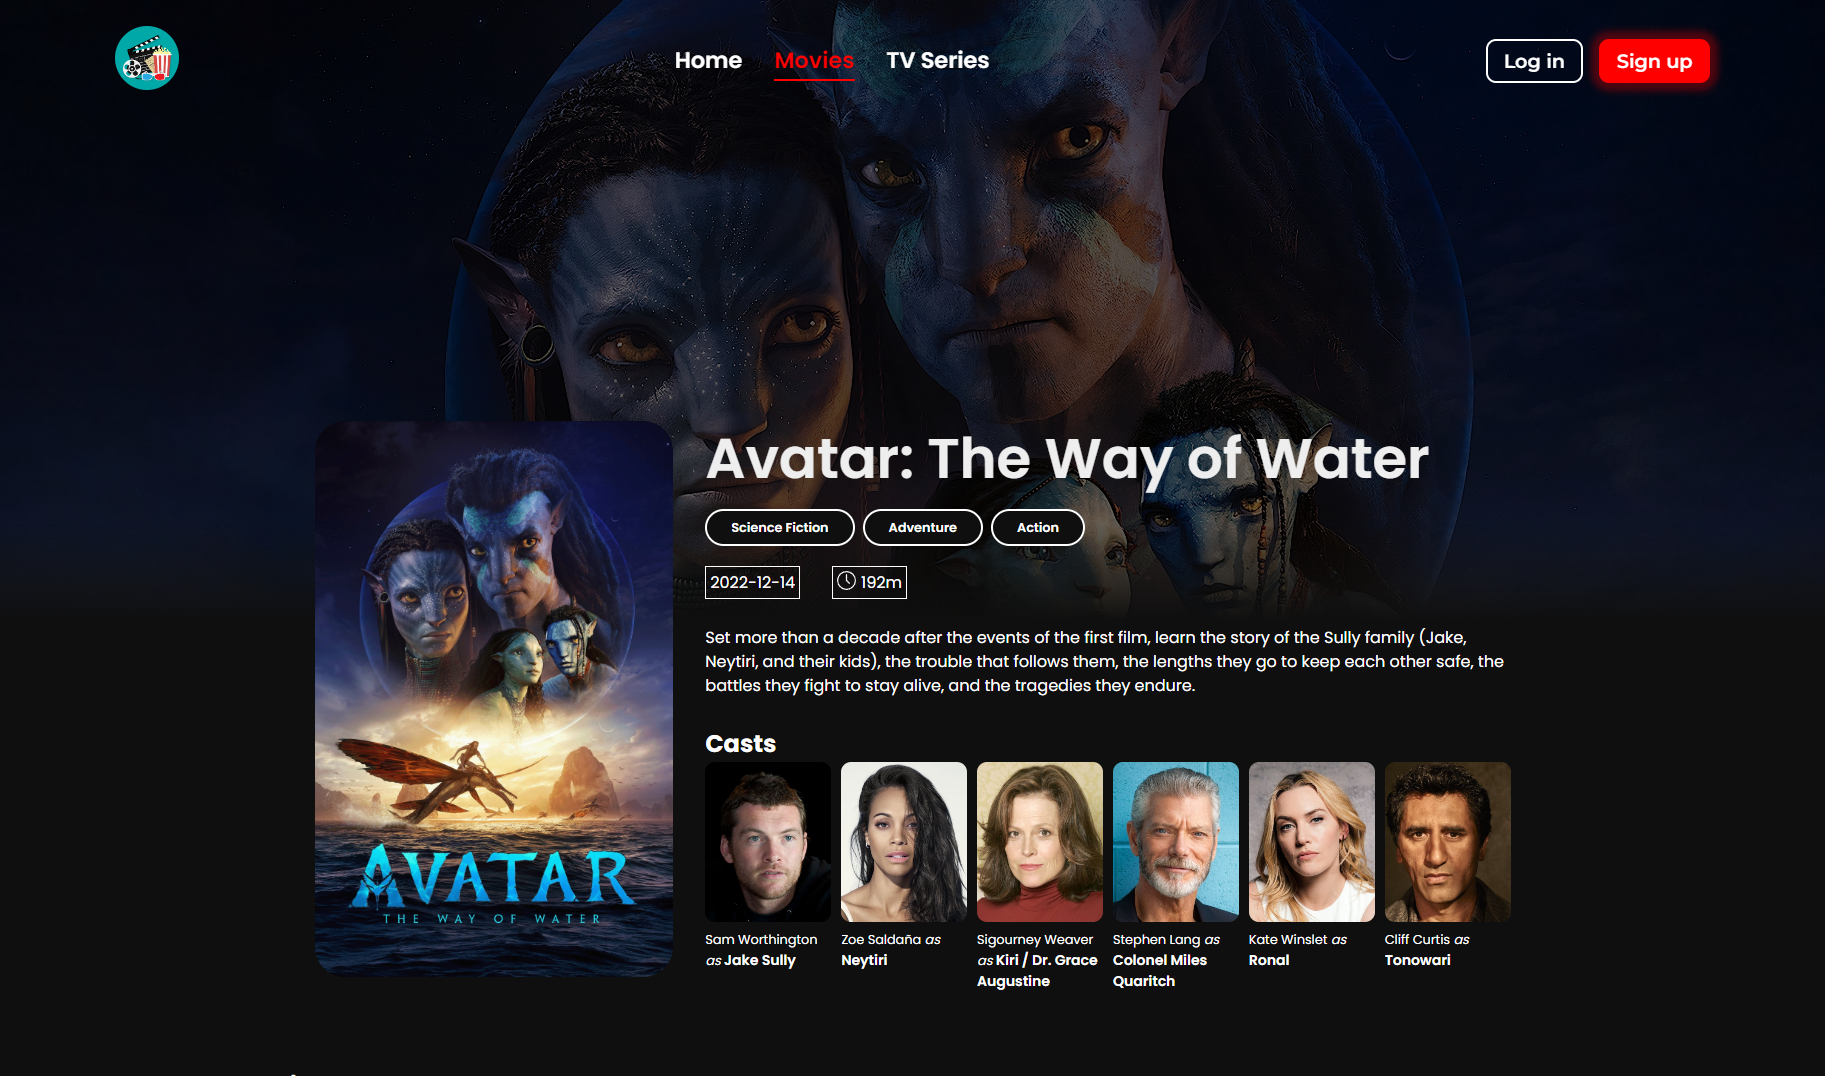 Home Movies TV Series
Log in Sign up
Avatar: The Way of Water
Science Fiction Adventure Action
2022-12-14 192m
Set more than a decade after the events of the first film, learn the story of the Sully family (Jake,
Neytiri, and their kids), the trouble that follows them, the lengths they go to keep each other safe, the
battles they fight to stay alive, and the tragedies they endure.
AVATAR
THE WAY OF WATER
Casts
Sam Worthington
as Jake Sully
Zoe Saldaña as
Neytiri
Sigourney Weaver
as Kiri / Dr. Grace
Augustine
Stephen Lang as
Colonel Miles
Quaritch
Kate Winslet as
Ronal
Cliff Curtis as
Tonowari